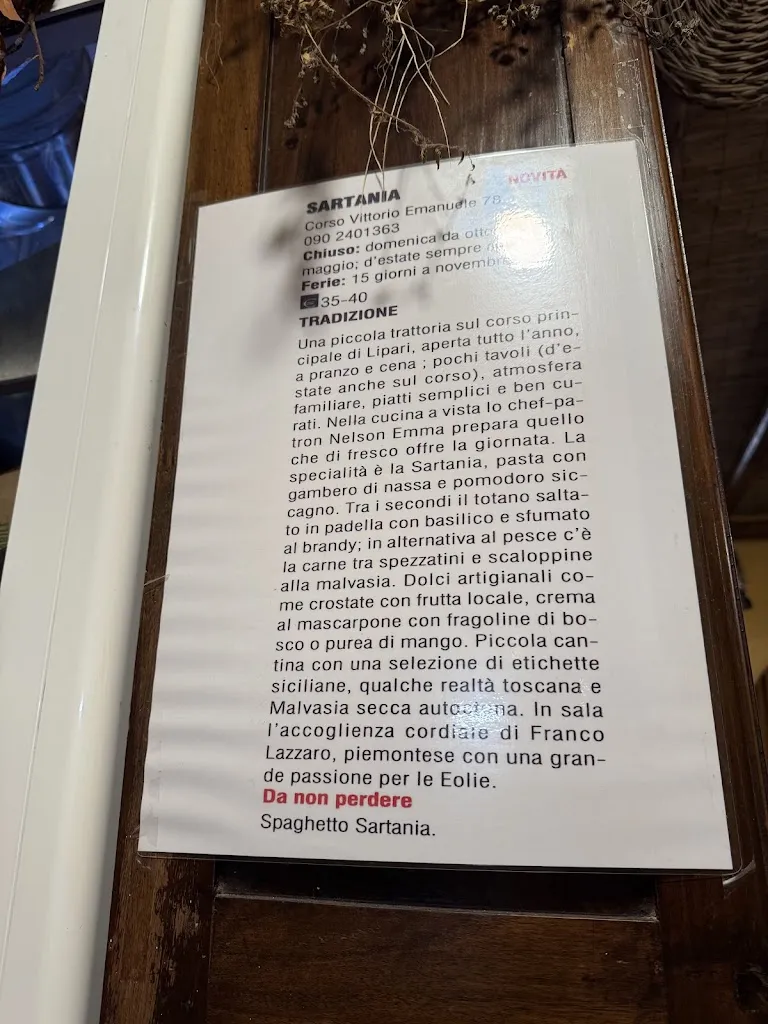 NOVITÀ
SARTANIA
Corso Vittorio Emanuele 78
090 2401363
Chiuso: domenica da
maggio; d'estate sempre
Ferie: 15 giorni a novembre
€ 35-40
TRADIZIONE
Una piccola trattoria sul corso prin-
cipale di Lipari, aperta tutto l'anno,
a pranzo e cena ; pochi tavoli (d'e-
state anche sul corso), atmosfera
familiare, piatti semplici e ben cu-
rati. Nella cucina a vista lo chef-pa-
tron Nelson Emma prepara quello
che di fresco offre la giornata. La
specialità è la Sartania, pasta con
gambero di nassa e pomodoro sic-
cagno. Tra i secondi il totano salta-
to in padella con basilico e sfumato
al brandy; in alternativa al pesce c'è
la carne tra spezzatini e scaloppine
alla malvasia. Dolci artigianali co-
me crostate con frutta locale, crema
al mascarpone con fragoline di bo-
sco o purea di mango. Piccola can-
tina con una selezione di etichette
siciliane, qualche realtà toscana e
Malvasia secca autoctona. In sala
l'accoglienza cordiale di Franco
Lazzaro, piemontese con una gran-
de passione per le Eolie.
Da non perdere
Spaghetto Sartania.